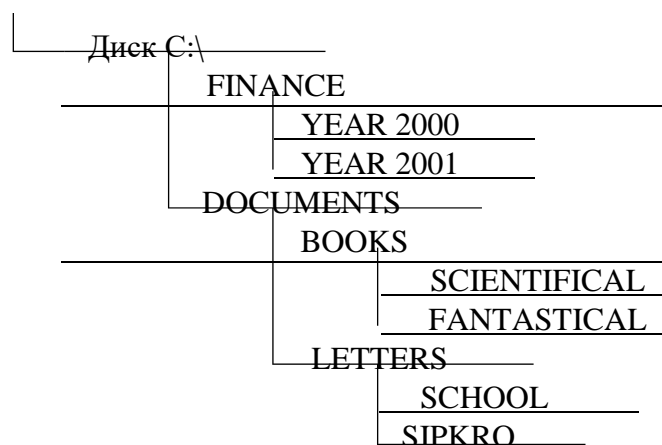 Диск C:\
FINANCE
YEAR 2000
YEAR 2001
DOCUMENTS
BOOKS
SCIENTIFICAL
FANTASTICAL
LETTERS
SCHOOL
SIPKRO